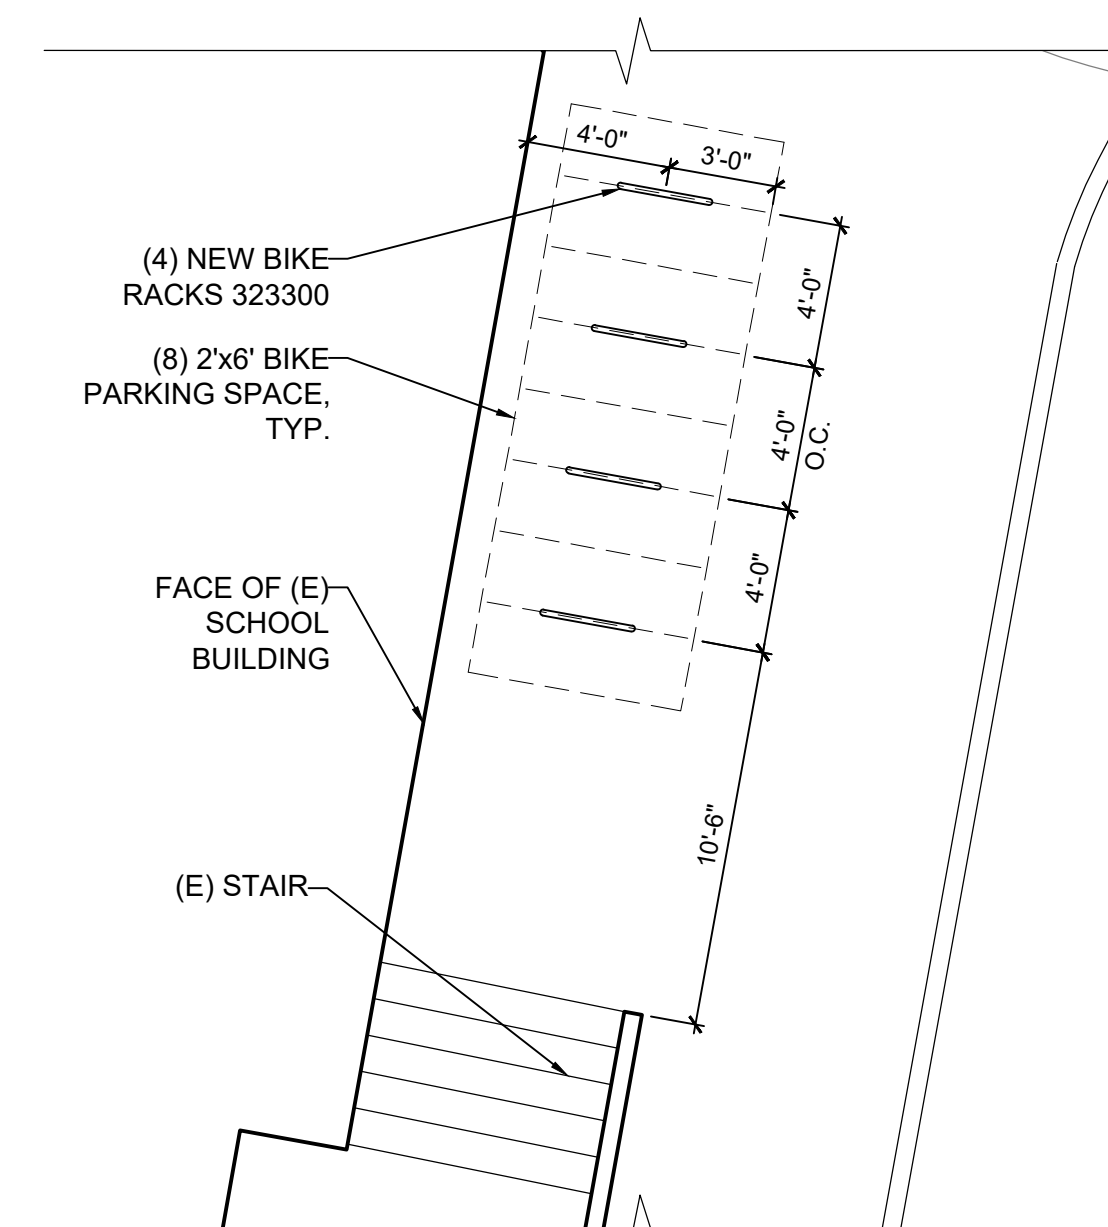 4'-0"
3'-0"
(4) NEW BIKE
RACKS 323300
4'-0"
(8) 2'x6' BIKE
PARKING SPACE,
TYP.
4'-0"
O.C.
4'-0"
FACE OF (E)
SCHOOL
BUILDING
10'-6"
(E) STAIR